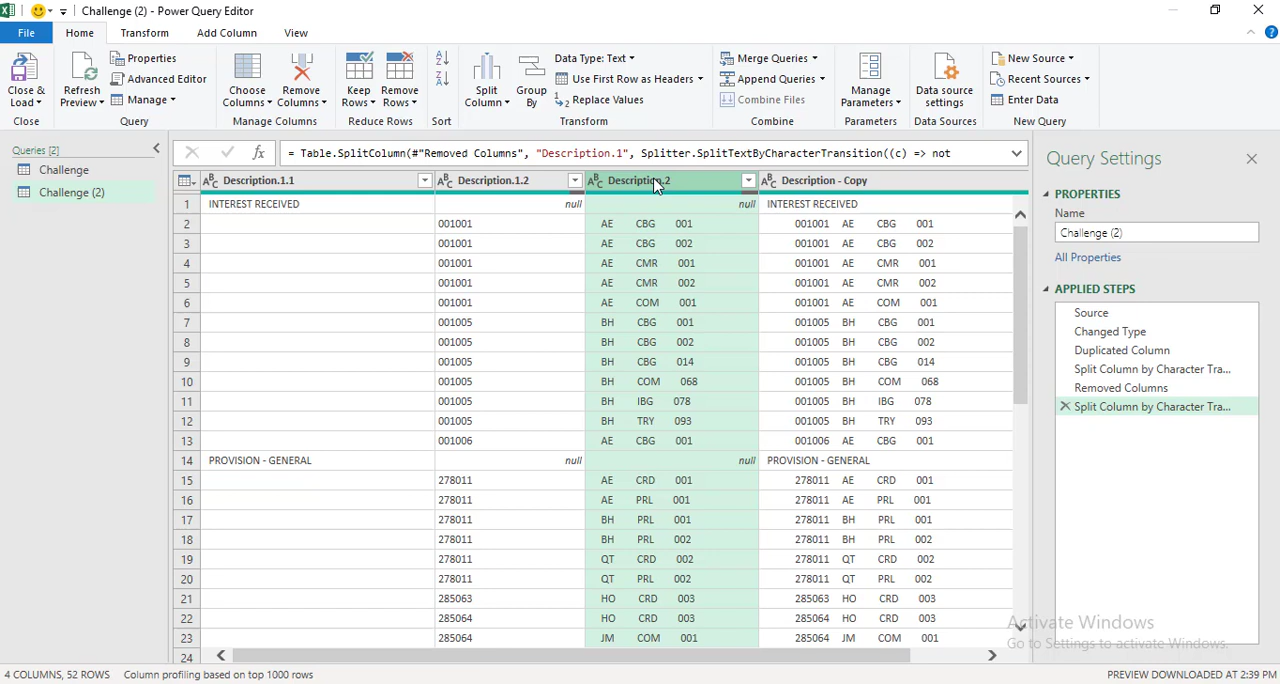 Challenge (2) - Power Query Editor
File Home Transform Add Column View
Close & Load
Close
Refresh Preview
Properties
Advanced Editor
Manage
Query
Choose Columns
Remove Columns
Manage Columns
Keep Rows
Remove Rows
Reduce Rows
Sort
Split Column
Group By
Data Type: Text
Use First Row as Headers
Replace Values
Transform
Merge Queries
Append Queries
Combine Files
Combine
Manage Parameters
Parameters
Data source settings
Data Sources
New Source
Recent Sources
Enter Data
New Query
Queries [2]
Challenge
Challenge (2)
fx = Table.SplitColumn(#"Removed Columns", "Description.1", Splitter.SplitTextByCharacterTransition((c) => not
Description.1.1 Description.1.2 Description.2 Description - Copy
1 INTEREST RECEIVED null null INTEREST RECEIVED
2 001001 AE CBG 001 001001 AE CBG 001
3 001001 AE CBG 002 001001 AE CBG 002
4 001001 AE CMR 001 001001 AE CMR 001
5 001001 AE CMR 002 001001 AE CMR 002
6 001001 AE COM 001 001001 AE COM 001
7 001005 BH CBG 001 001005 BH CBG 001
8 001005 BH CBG 002 001005 BH CBG 002
9 001005 BH CBG 014 001005 BH CBG 014
10 001005 BH COM 068 001005 BH COM 068
11 001005 BH IBG 078 001005 BH IBG 078
12 001005 BH TRY 093 001005 BH TRY 093
13 001006 AE CBG 001 001006 AE CBG 001
14 PROVISION - GENERAL null null PROVISION - GENERAL
15 278011 AE CRD 001 278011 AE CRD 001
16 278011 AE PRL 001 278011 AE PRL 001
17 278011 BH PRL 001 278011 BH PRL 001
18 278011 BH PRL 002 278011 BH PRL 002
19 278011 QT CRD 002 278011 QT CRD 002
20 278011 QT PRL 002 278011 QT PRL 002
21 285063 HO CRD 003 285063 HO CRD 003
22 285064 HO CRD 003 285064 HO CRD 003
23 285064 JM COM 001 285064 JM COM 001
24
Query Settings
PROPERTIES
Name
Challenge (2)
All Properties
APPLIED STEPS
Source
Changed Type
Duplicated Column
Split Column by Character Tra...
Removed Columns
Split Column by Character Tra...
Activate Windows
Go to Settings to activate Windows.
4 COLUMNS, 52 ROWS Column profiling based on top 1000 rows
PREVIEW DOWNLOADED AT 2:39 PM